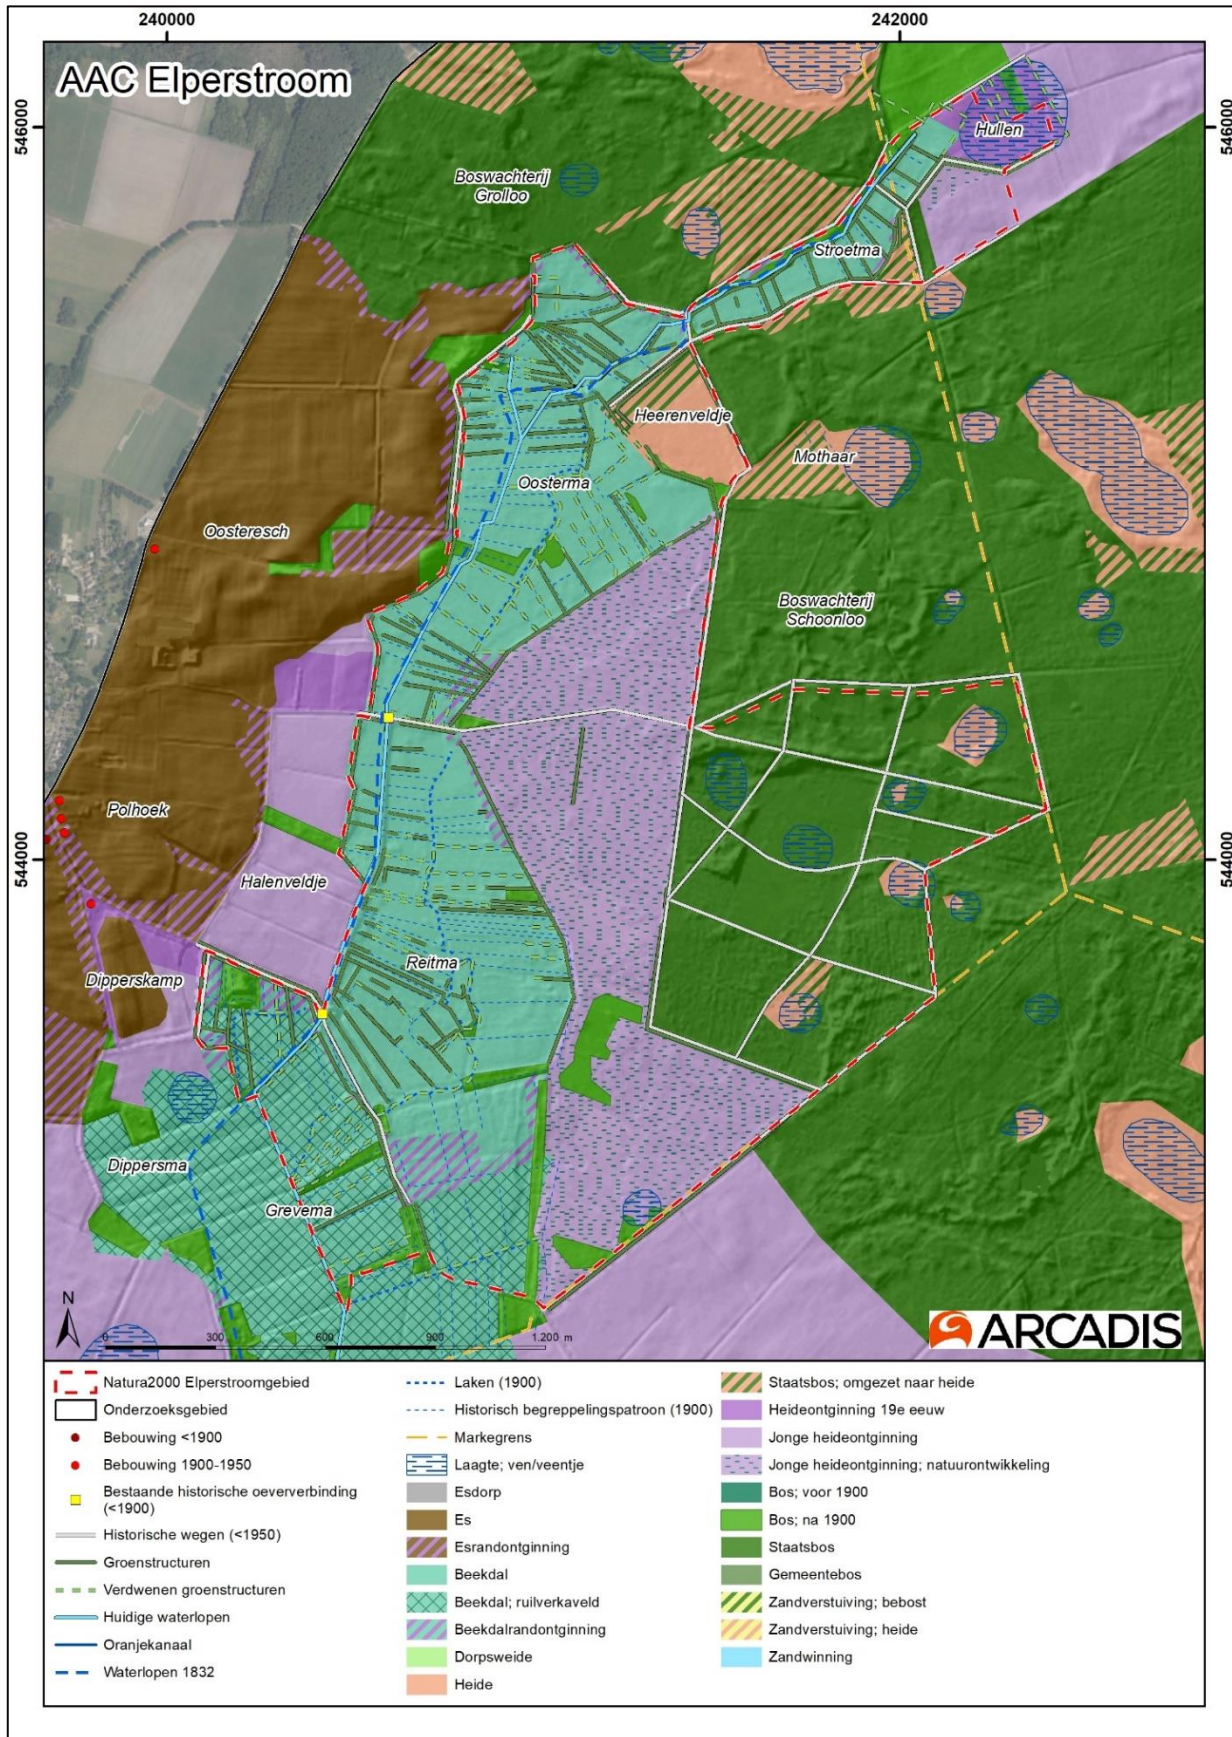 240000
242000
AAC Elperstroom
546000
546000
Hullen
Boswachterij
Grolloo
Stroetma
Heerenveldje
Mothaar
Oosterma
Oosteresch
Boswachterij
Schoonloo
Polhoek
544000
544000
Halenveldje
Reitma
Dipperskamp
Dippersma
Grevema
N
0 300 600 900 1.200 m
ARCADIS
Natura2000 Elperstroomgebied
Onderzoeksgebied
Bebouwing <1900
Bebouwing 1900-1950
Bestaande historische oeververbinding
(<1900)
Historische wegen (<1950)
Groenstructuren
Verdwenen groenstructuren
Huidige waterlopen
Oranjekanaal
Waterlopen 1832
Laken (1900)
Historisch begreppelingspatroon (1900)
Markegrens
Laagte; ven/veentje
Esdorp
Es
Esrandontginning
Beekdal
Beekdal; ruilverkaveld
Beekdalrandontginning
Dorpsweide
Heide
Staatsbos; omgezet naar heide
Heideontginning 19e eeuw
Jonge heideontginning
Jonge heideontginning; natuurontwikkeling
Bos; voor 1900
Bos; na 1900
Staatsbos
Gemeentebos
Zandverstuiving; bebost
Zandverstuiving; heide
Zandwinning